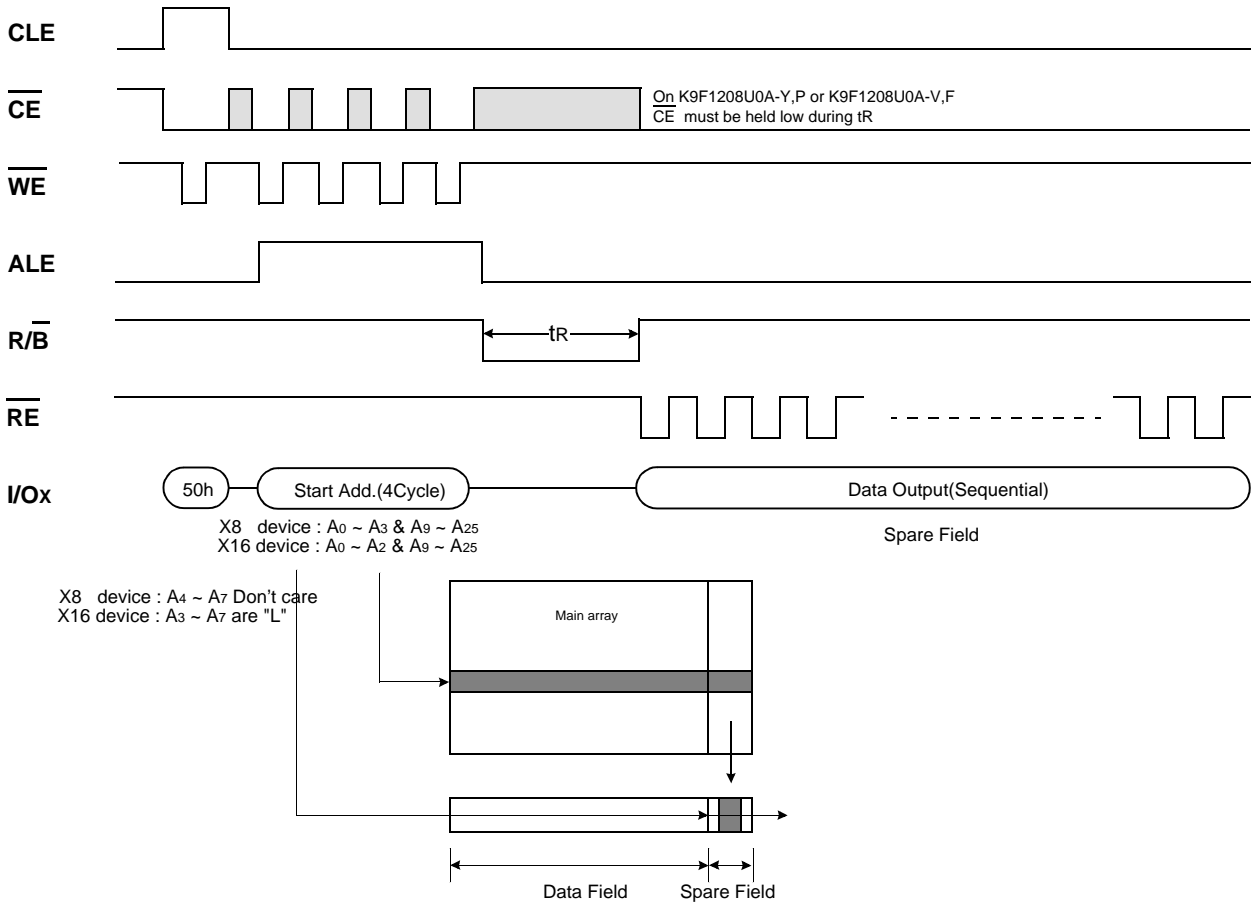 CLE
CE
On K9F1208U0A-Y,P or K9F1208U0A-V,F
CE must be held low during tR
WE
ALE
R/B
tR
RE
I/Ox
50h
Start Add.(4Cycle)
Data Output(Sequential)
X8 device : A0 ~ A3 & A9 ~ A25
X16 device : A0 ~ A2 & A9 ~ A25
Spare Field
X8 device : A4 ~ A7 Don't care
X16 device : A3 ~ A7 are "L"
Main array
Data Field
Spare Field